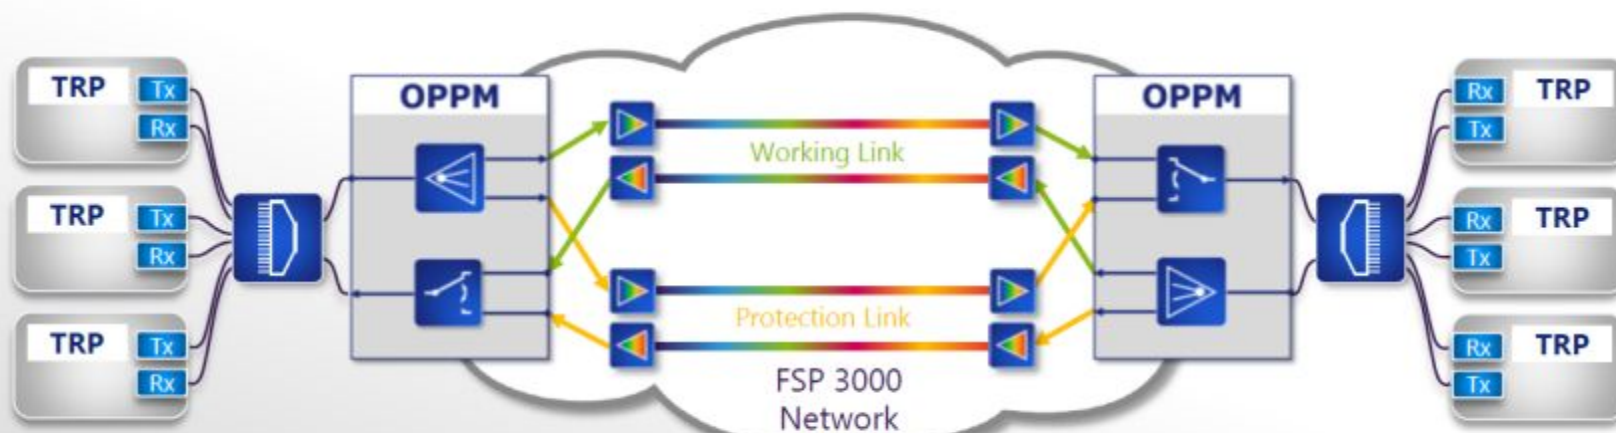 TRP
Tx
Rx
TRP
Tx
Rx
TRP
Tx
Rx
OPPM
Working Link
Protection Link
FSP 3000
Network
OPPM
Rx
TRP
Tx
Rx
TRP
Tx
Rx
TRP
Tx